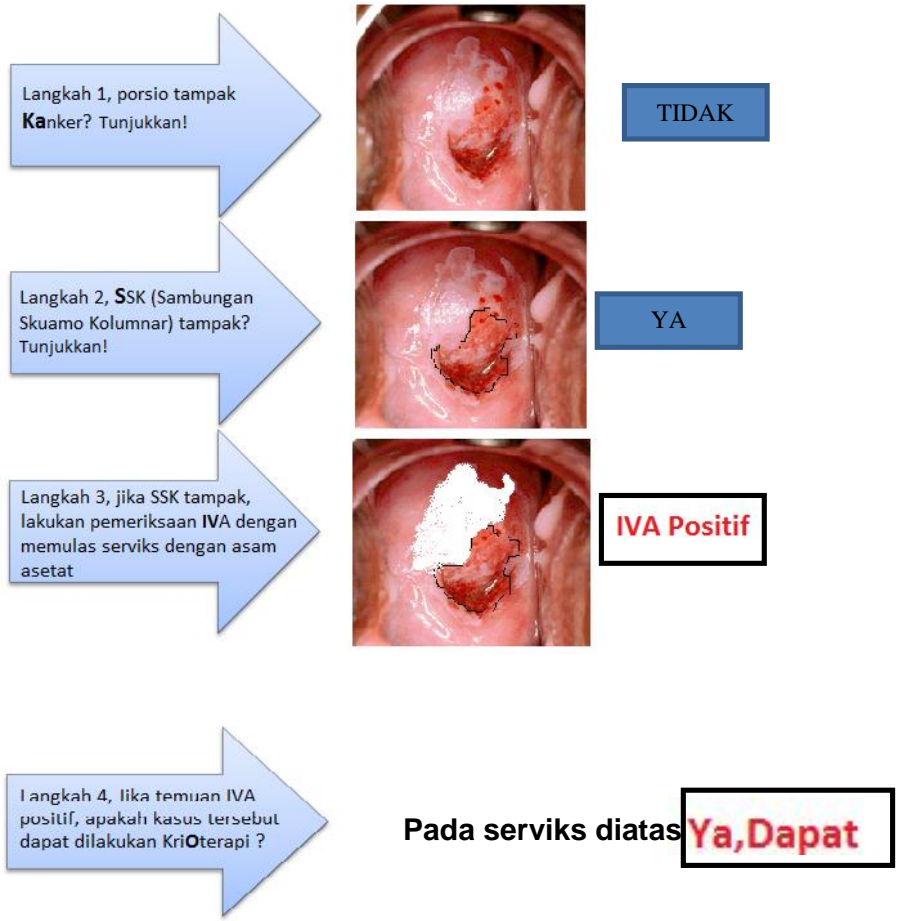 Langkah 1, porsio tampak
Kanker? Tunjukkan!
TIDAK
Langkah 2, SSK (Sambungan
Skuamo Kolumnar) tampak?
Tunjukkan!
YA
Langkah 3, jika SSK tampak,
lakukan pemeriksaan IVA dengan
memulas serviks dengan asam
asetat
IVA Positif
Langkah 4, Jika temuan IVA
positif, apakah kasus tersebut
dapat dilakukan KriOterapi ?
Pada serviks diatas Ya,Dapat